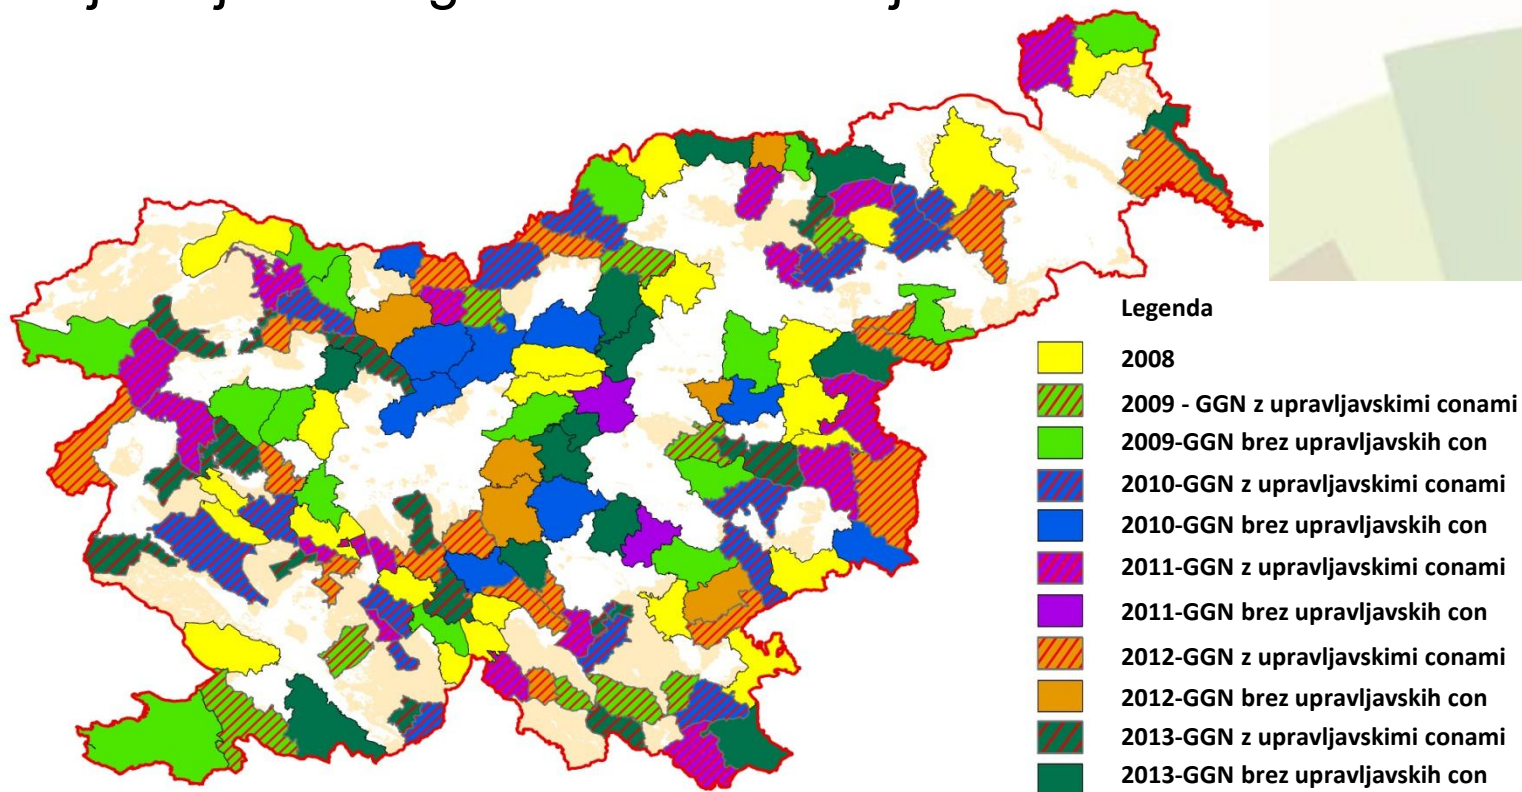 Legenda
2008
2009 - GGN z upravljavskimi conami
2009-GGN brez upravljavskih con
2010-GGN z upravljavskimi conami
2010-GGN brez upravljavskih con
2011-GGN z upravljavskimi conami
2011-GGN brez upravljavskih con
2012-GGN z upravljavskimi conami
2012-GGN brez upravljavskih con
2013-GGN z upravljavskimi conami
2013-GGN brez upravljavskih con